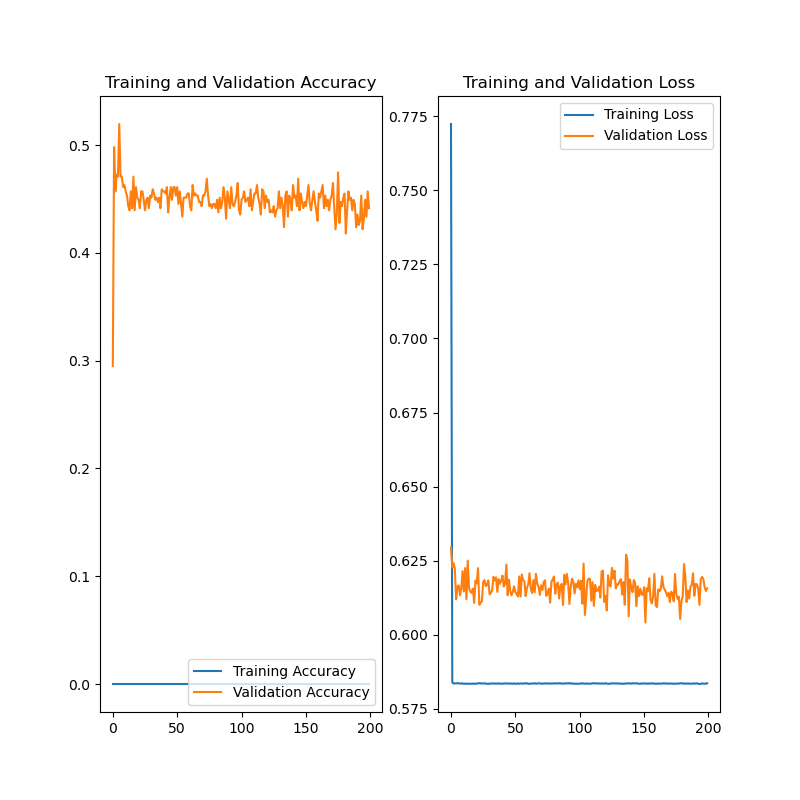 Training and Validation Accuracy
0.5
0.4
0.3
0.2
0.1
0.0
Training Accuracy
Validation Accuracy
0 50 100 150 200
Training and Validation Loss
Training Loss
Validation Loss
0.775
0.750
0.725
0.700
0.675
0.650
0.625
0.600
0.575
0 50 100 150 200